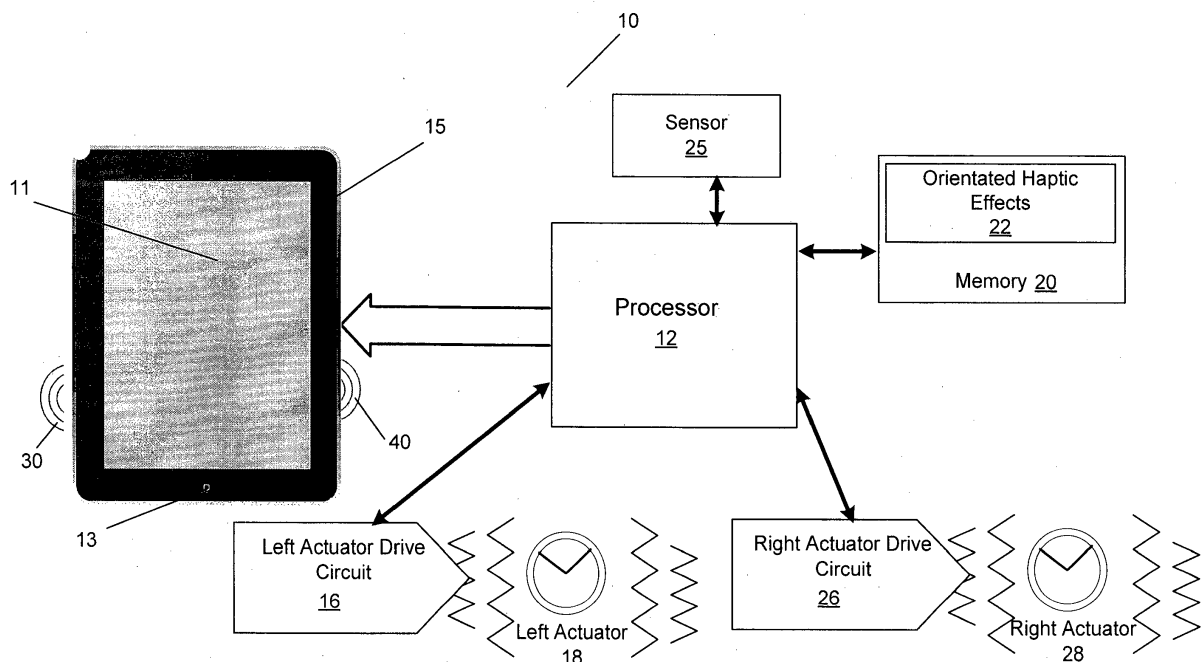 10
Sensor
25
15
11
Orientated Haptic
Effects
22
Memory 20
Processor
12
30
40
13
Left Actuator Drive
Circuit
16
Left Actuator
18
Right Actuator Drive
Circuit
26
Right Actuator
28